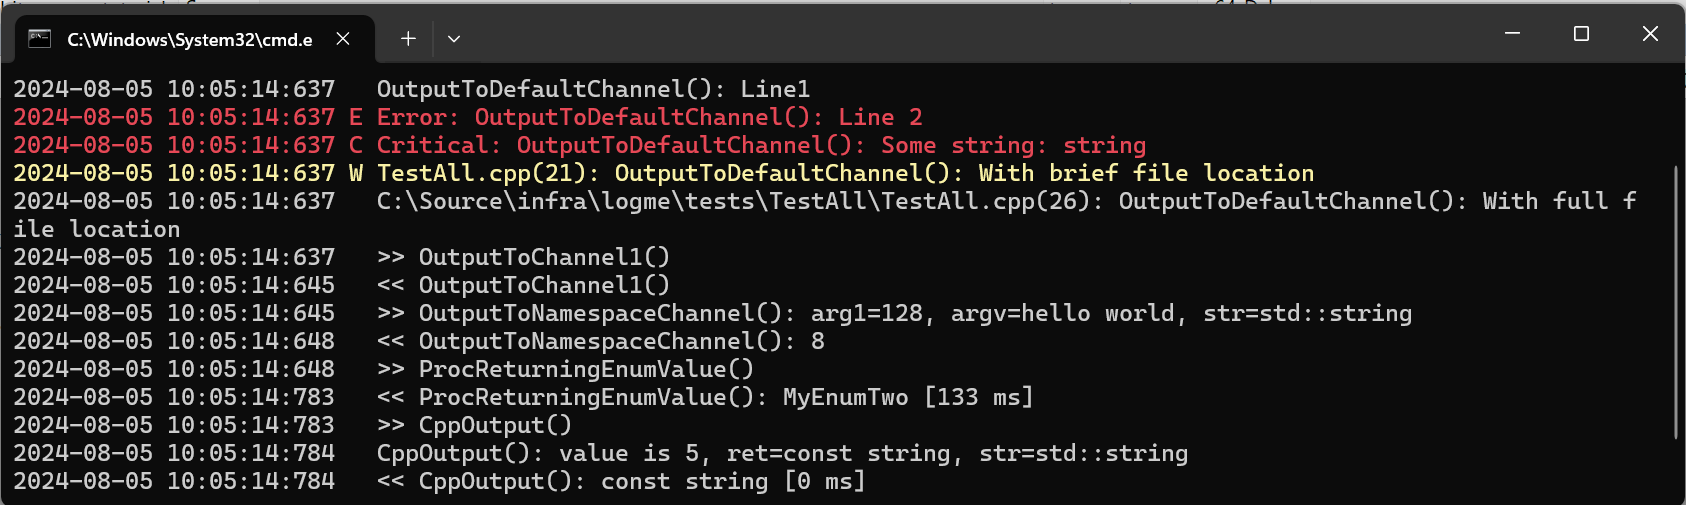 C:\Windows\System32\cmd.e
2024-08-05 10:05:14:637   OutputToDefaultChannel(): Line1
2024-08-05 10:05:14:637 E Error: OutputToDefaultChannel(): Line 2
2024-08-05 10:05:14:637 C Critical: OutputToDefaultChannel(): Some string: string
2024-08-05 10:05:14:637 W TestAll.cpp(21): OutputToDefaultChannel(): With brief file location
2024-08-05 10:05:14:637   C:\Source\infra\logme\tests\TestAll\TestAll.cpp(26): OutputToDefaultChannel(): With full f
ile location
2024-08-05 10:05:14:637   >> OutputToChannel1()
2024-08-05 10:05:14:645   << OutputToChannel1()
2024-08-05 10:05:14:645   >> OutputToNamespaceChannel(): arg1=128, argv=hello world, str=std::string
2024-08-05 10:05:14:648   << OutputToNamespaceChannel(): 8
2024-08-05 10:05:14:648   >> ProcReturningEnumValue()
2024-08-05 10:05:14:783   << ProcReturningEnumValue(): MyEnumTwo [133 ms]
2024-08-05 10:05:14:783   >> CppOutput()
2024-08-05 10:05:14:784   CppOutput(): value is 5, ret=const string, str=std::string
2024-08-05 10:05:14:784   << CppOutput(): const string [0 ms]